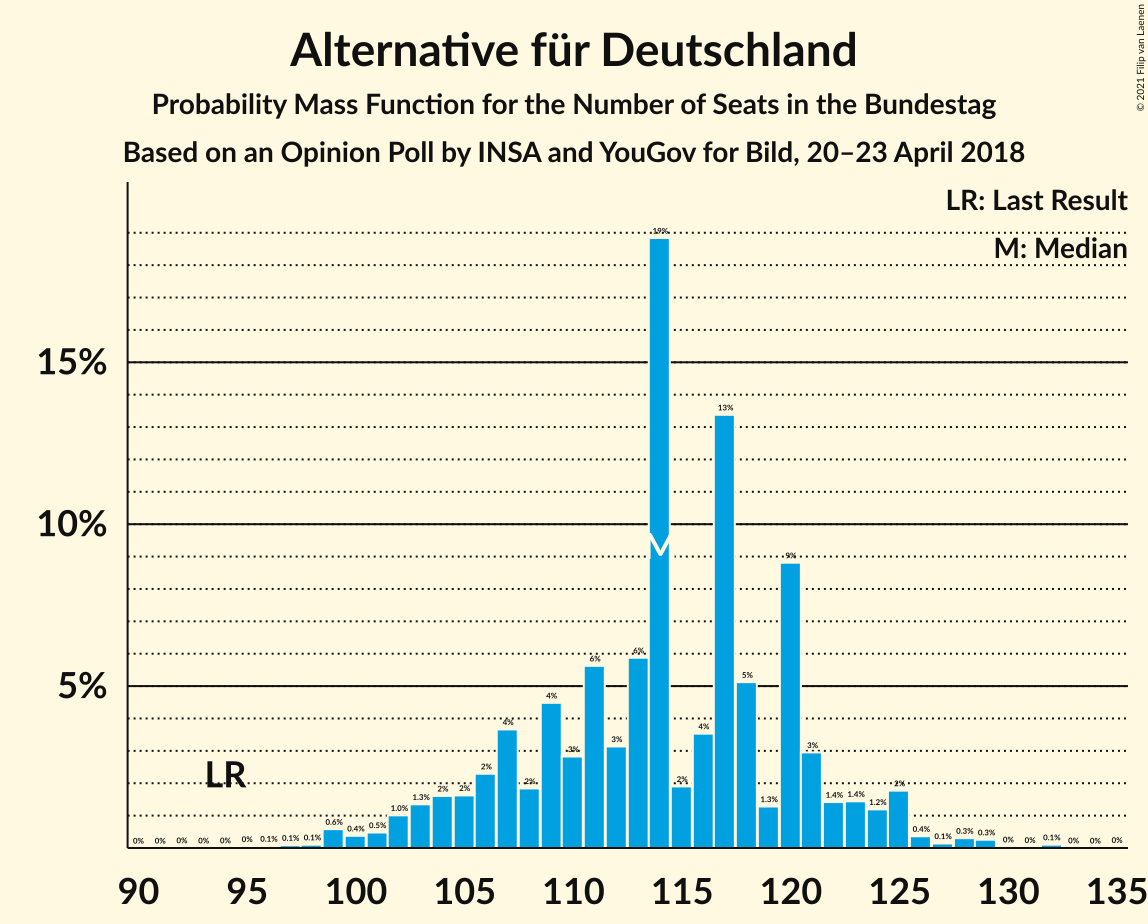 Alternative für Deutschland
Probability Mass Function for the Number of Seats in the Bundestag
Based on an Opinion Poll by INSA and YouGov for Bild, 20–23 April 2018
© 2021 Filip van Laenen
LR: Last Result
M: Median
15%
10%
5%
LR
M
0% 0% 0% 0% 0% 0% 0.1% 0.1% 0.1% 0.6% 0.4% 0.5% 1.0% 1.3% 2% 2% 2% 4% 2% 4% 3% 6% 3% 6% 19% 2% 4% 13% 5% 1.3% 9% 3% 1.4% 1.4% 1.2% 2% 0.4% 0.1% 0.3% 0.3% 0% 0% 0.1% 0% 0% 0%
90 95 100 105 110 115 120 125 130 135